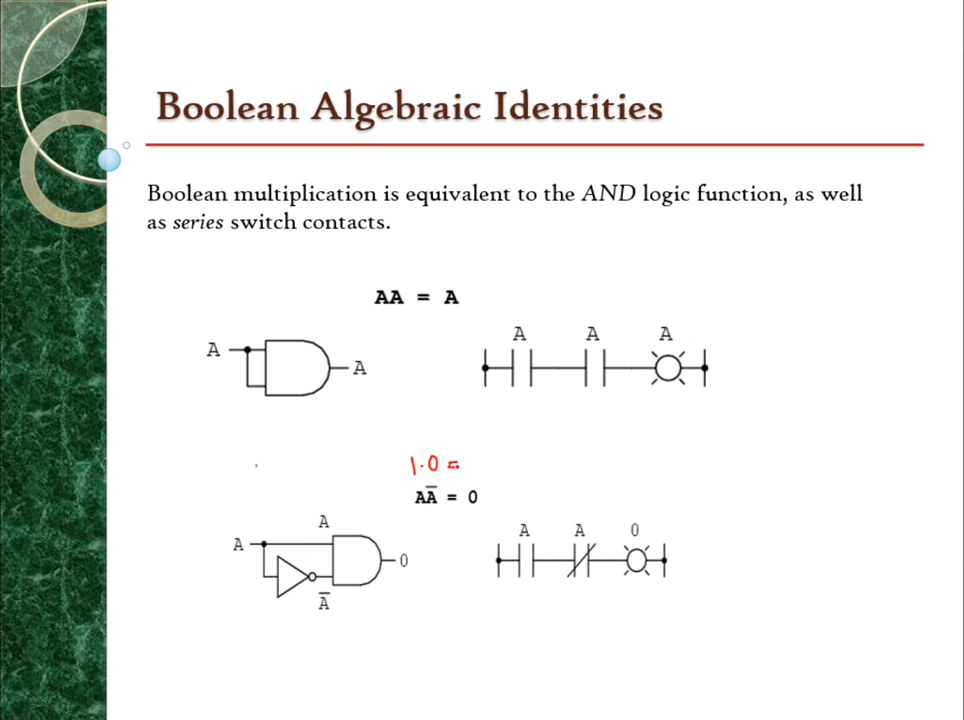 Boolean Algebraic Identities
Boolean multiplication is equivalent to the AND logic function, as well
as series switch contacts.
AA = A
A A A
A A
1.0 =
AA̅ = 0
A A A 0
A 0
A̅